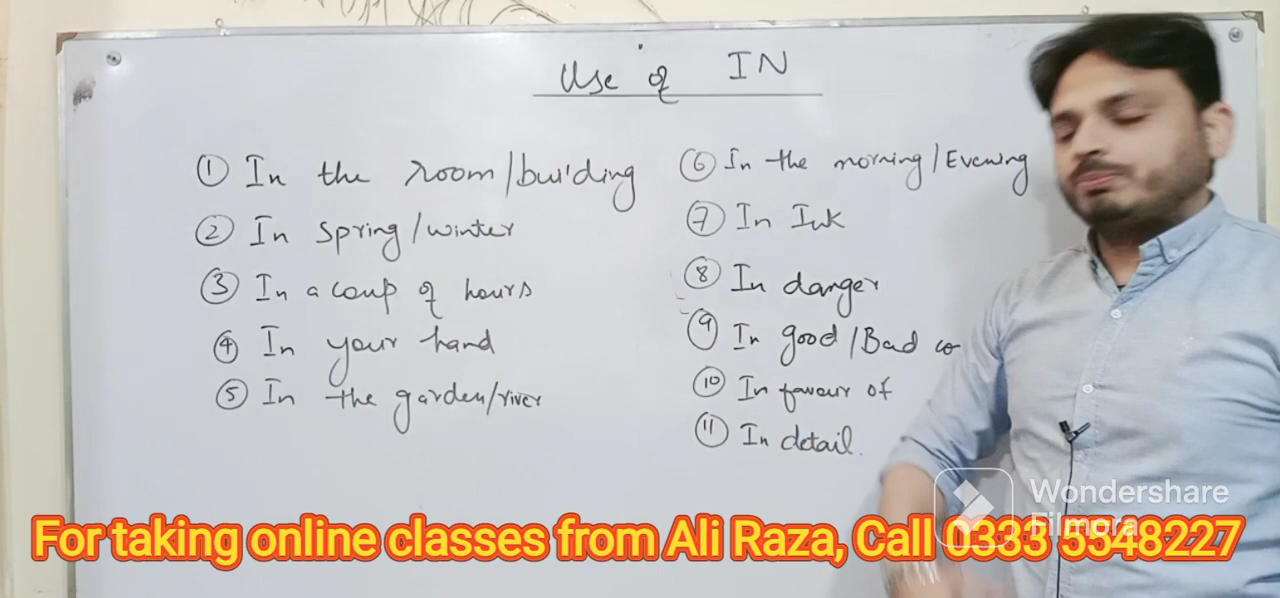 Use of IN
① In the room/building
② In spring/winter
③ In a coup of hours
④ In your hand
⑤ In the garden/river
⑥ In the morning/Evening
⑦ In Ink
⑧ In danger
⑨ In good/Bad co
⑩ In favour of
⑪ In detail.
Wondershare
Filmora
For taking online classes from Ali Raza, Call 0333 5548227